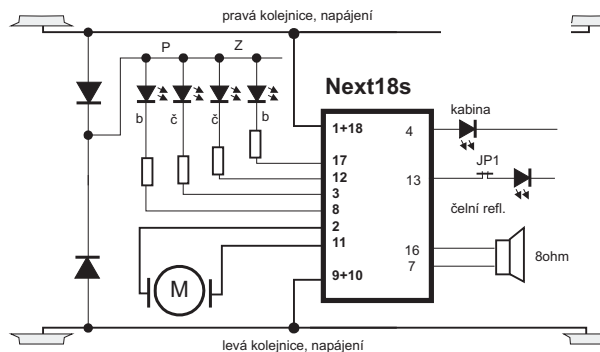 pravá kolejnice, napájení
P Z
Next18s
b č č b
kabina
1+18
4
JP1
17
12
13
3
8
čelní refl.
2
11
16
8ohm
7
M
9+10
levá kolejnice, napájení